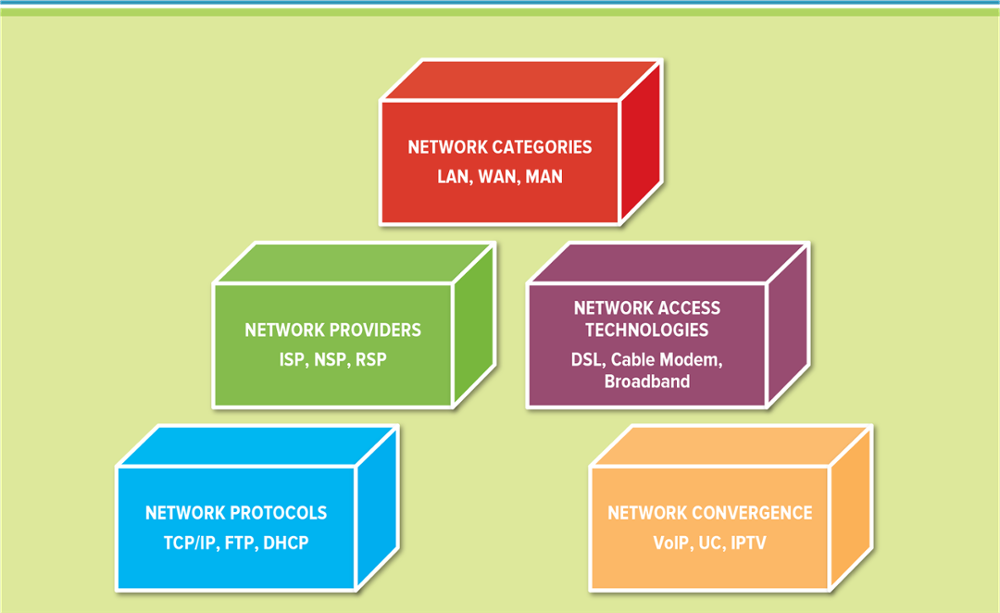 NETWORK CATEGORIES
LAN, WAN, MAN
NETWORK PROVIDERS
ISP, NSP, RSP
NETWORK ACCESS
TECHNOLOGIES
DSL, Cable Modem,
Broadband
NETWORK PROTOCOLS
TCP/IP, FTP, DHCP
NETWORK CONVERGENCE
VoIP, UC, IPTV